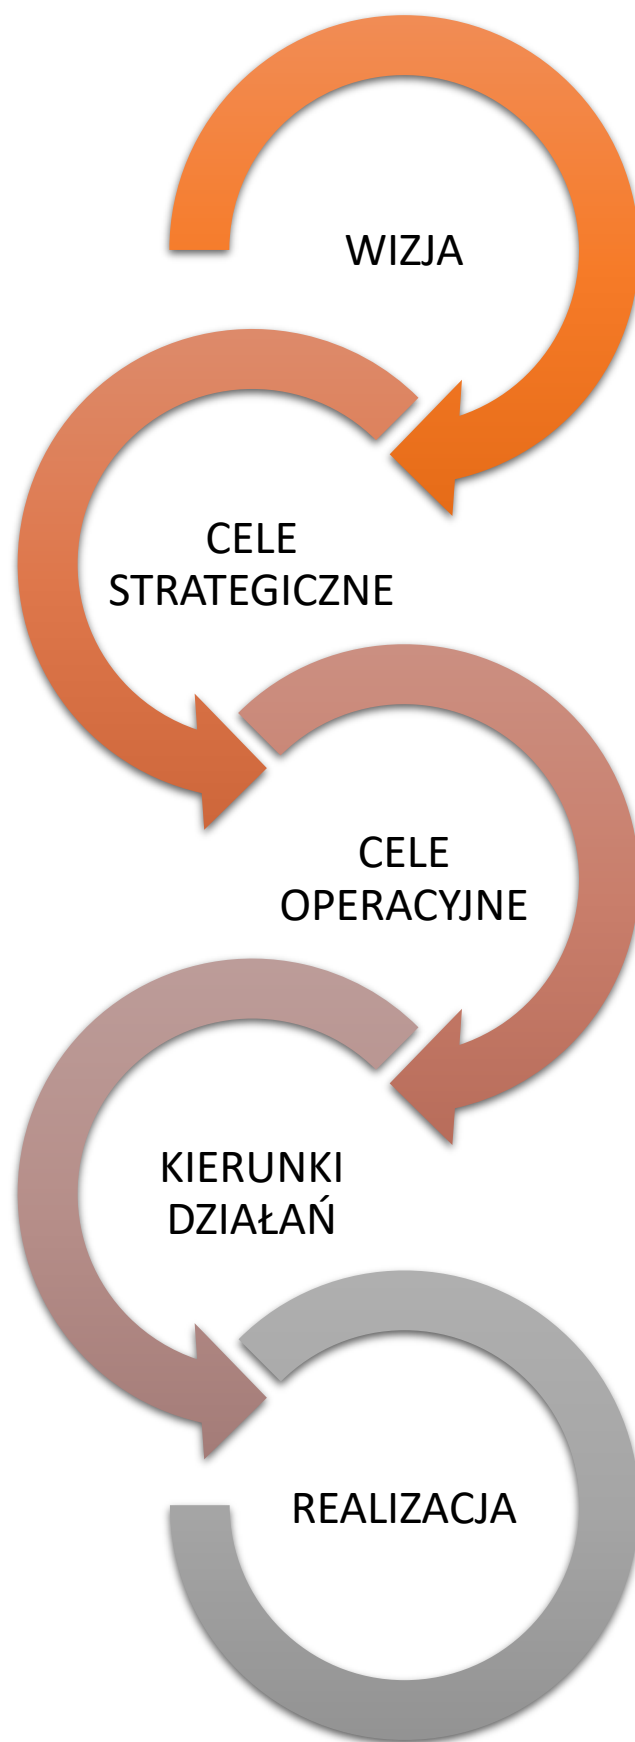 WIZJA
CELE
STRATEGICZNE
CELE
OPERACYJNE
KIERUNKI
DZIAŁAŃ
REALIZACJA